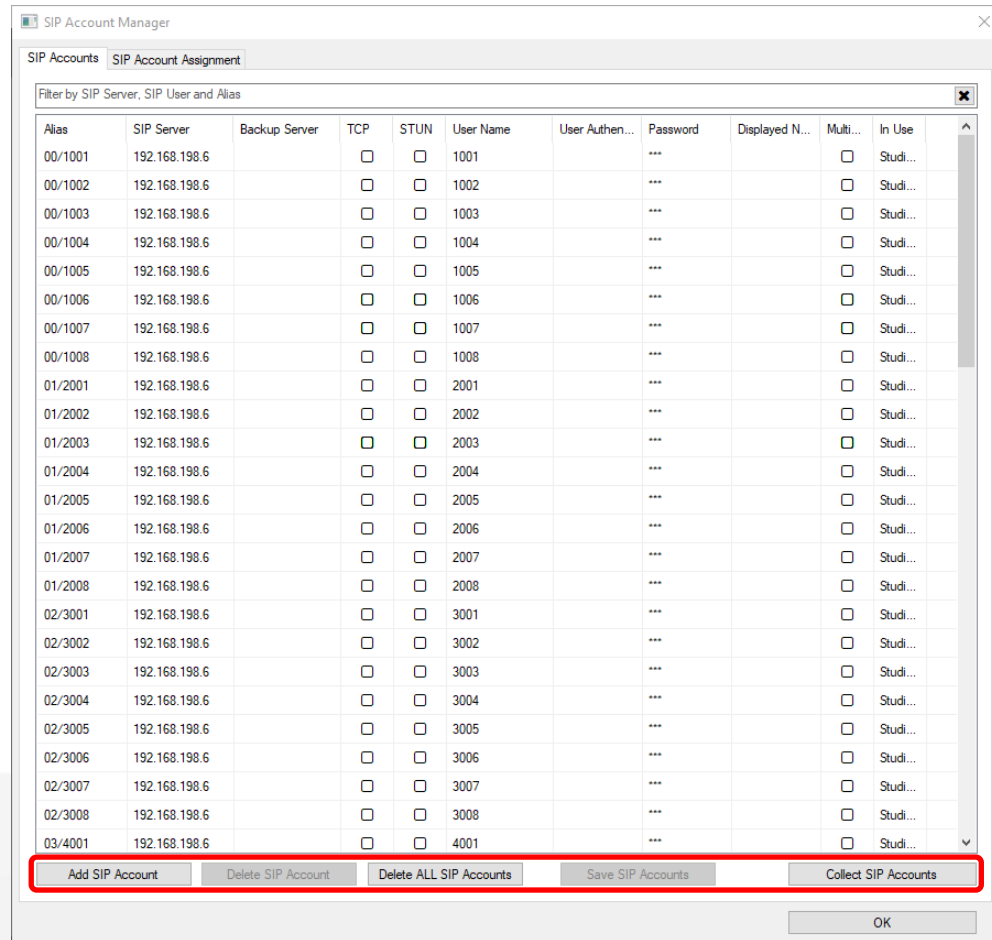 SIP Account Manager
SIP Accounts SIP Account Assignment
Filter by SIP Server, SIP User and Alias
Alias SIP Server Backup Server TCP STUN User Name User Authen... Password Displayed N... Multi... In Use
00/1001 192.168.198.6 1001 *** Studi...
00/1002 192.168.198.6 1002 *** Studi...
00/1003 192.168.198.6 1003 *** Studi...
00/1004 192.168.198.6 1004 *** Studi...
00/1005 192.168.198.6 1005 *** Studi...
00/1006 192.168.198.6 1006 *** Studi...
00/1007 192.168.198.6 1007 *** Studi...
00/1008 192.168.198.6 1008 *** Studi...
01/2001 192.168.198.6 2001 *** Studi...
01/2002 192.168.198.6 2002 *** Studi...
01/2003 192.168.198.6 2003 *** Studi...
01/2004 192.168.198.6 2004 *** Studi...
01/2005 192.168.198.6 2005 *** Studi...
01/2006 192.168.198.6 2006 *** Studi...
01/2007 192.168.198.6 2007 *** Studi...
01/2008 192.168.198.6 2008 *** Studi...
02/3001 192.168.198.6 3001 *** Studi...
02/3002 192.168.198.6 3002 *** Studi...
02/3003 192.168.198.6 3003 *** Studi...
02/3004 192.168.198.6 3004 *** Studi...
02/3005 192.168.198.6 3005 *** Studi...
02/3006 192.168.198.6 3006 *** Studi...
02/3007 192.168.198.6 3007 *** Studi...
02/3008 192.168.198.6 3008 *** Studi...
03/4001 192.168.198.6 4001 *** Studi...
Add SIP Account Delete SIP Account Delete ALL SIP Accounts Save SIP Accounts Collect SIP Accounts
OK